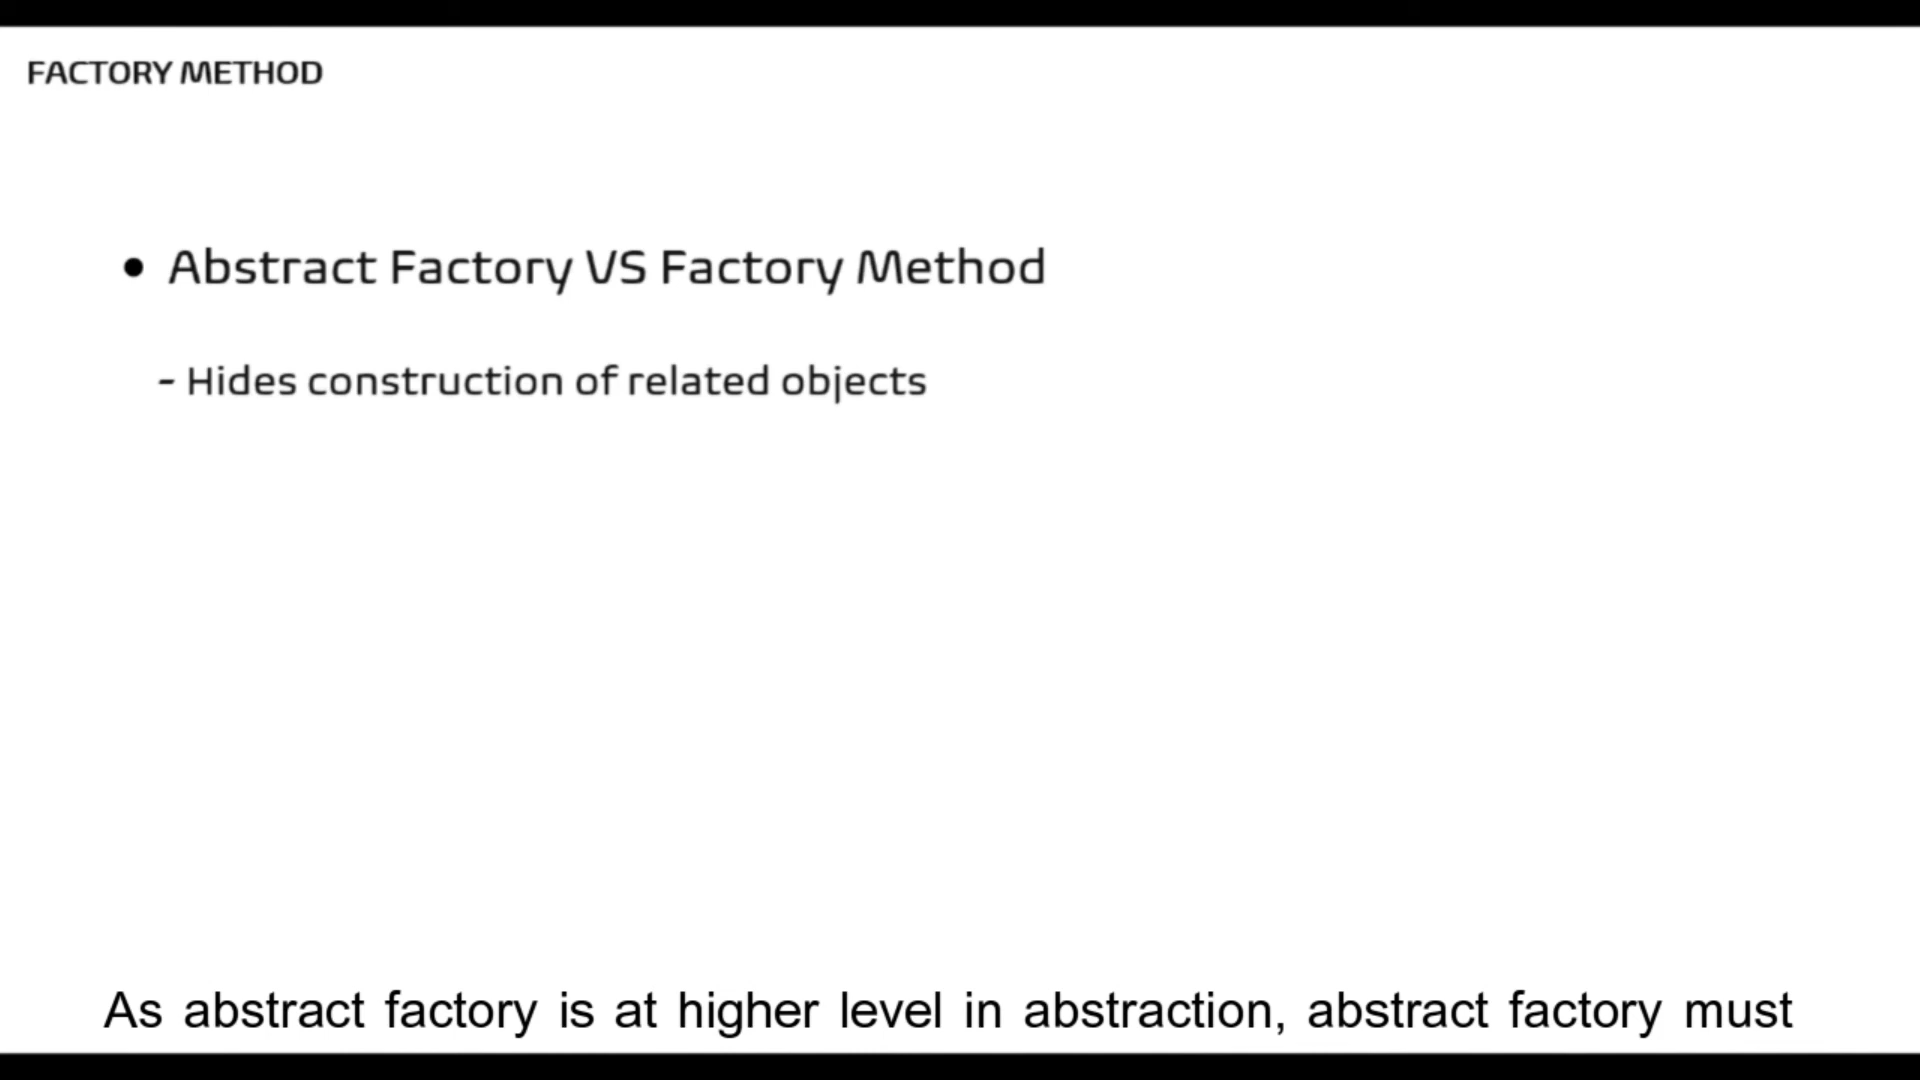 FACTORY METHOD
• Abstract Factory VS Factory Method
- Hides construction of related objects
As abstract factory is at higher level in abstraction, abstract factory must